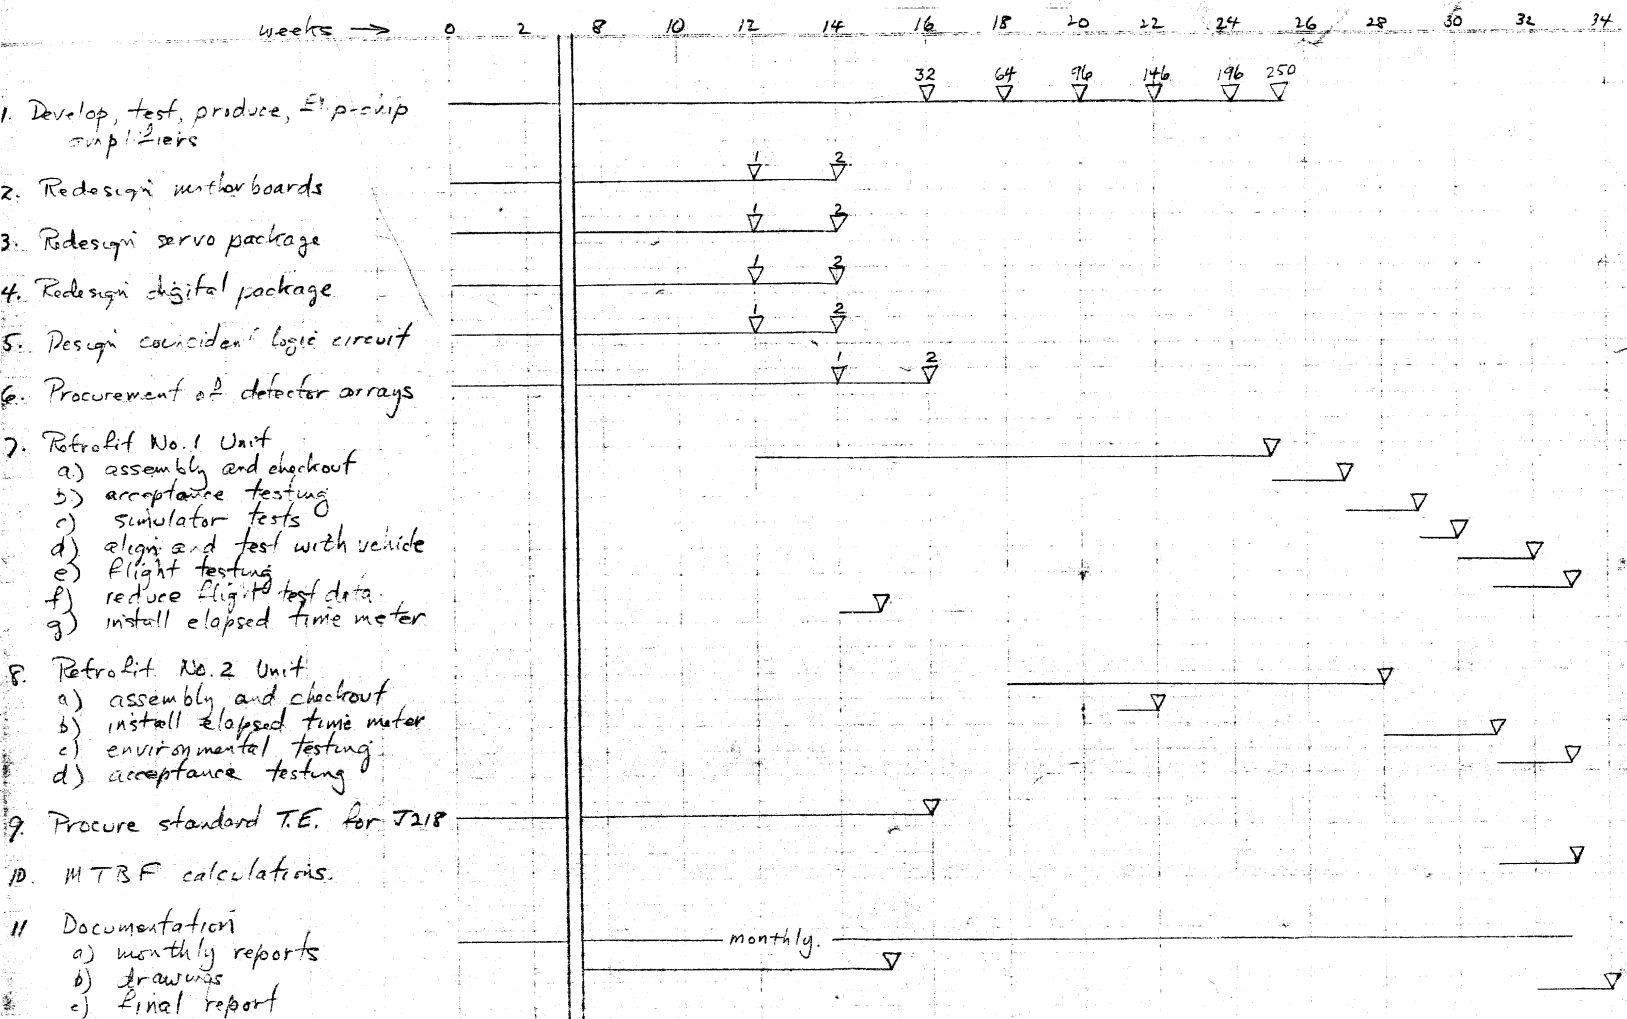 weeks → 0 2 8 10 12 14 16 18 20 22 24 26 28 30 32 34
32 64 96 146 196 250
1. Develop, test, produce, Flip-chip
amplifiers
1 2
2. Redesign motherboards
1 2
3. Redesign servo package
1 2
4. Redesign digital package
1 2
5. Design coincident logic circuit
1 2
6. Procurement of detector arrays
7. Retrofit No. 1 Unit
a) assembly and checkout
b) acceptance testing
c) simulator tests
d) align and test with vehicle
e) flight testing
f) reduce flight test data
g) install elapsed time meter
8. Retrofit No. 2 Unit
a) assembly and checkout
b) install elapsed time meter
c) environmental testing
d) acceptance testing
9. Procure standard T.E. for J218
10. MTBF calculations.
11 Documentation
monthly.
a) monthly reports
b) drawings
c) final report